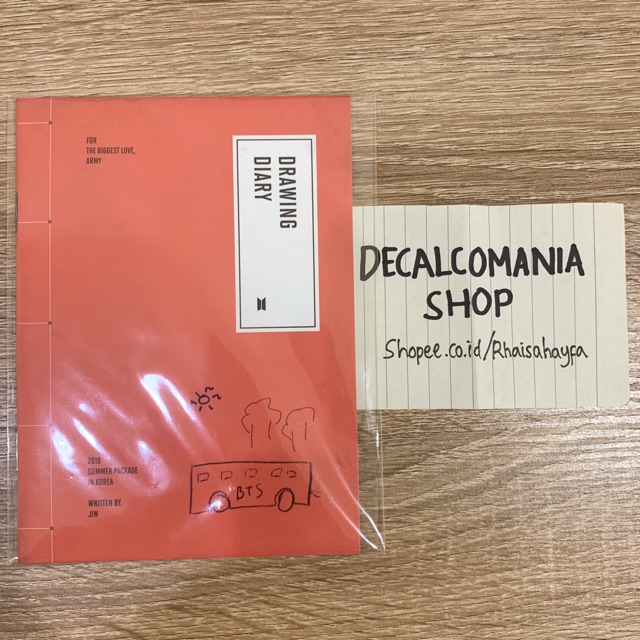 FOR
THE BIGGEST LOVE,
ARMY
DRAWING
DIARY
DECALCOMANIA
SHOP
Shopee.co.id/Rhaisahayfa
2019
SUMMER PACKAGE
IN KOREA
WRITTEN BY.
JIN
BTS